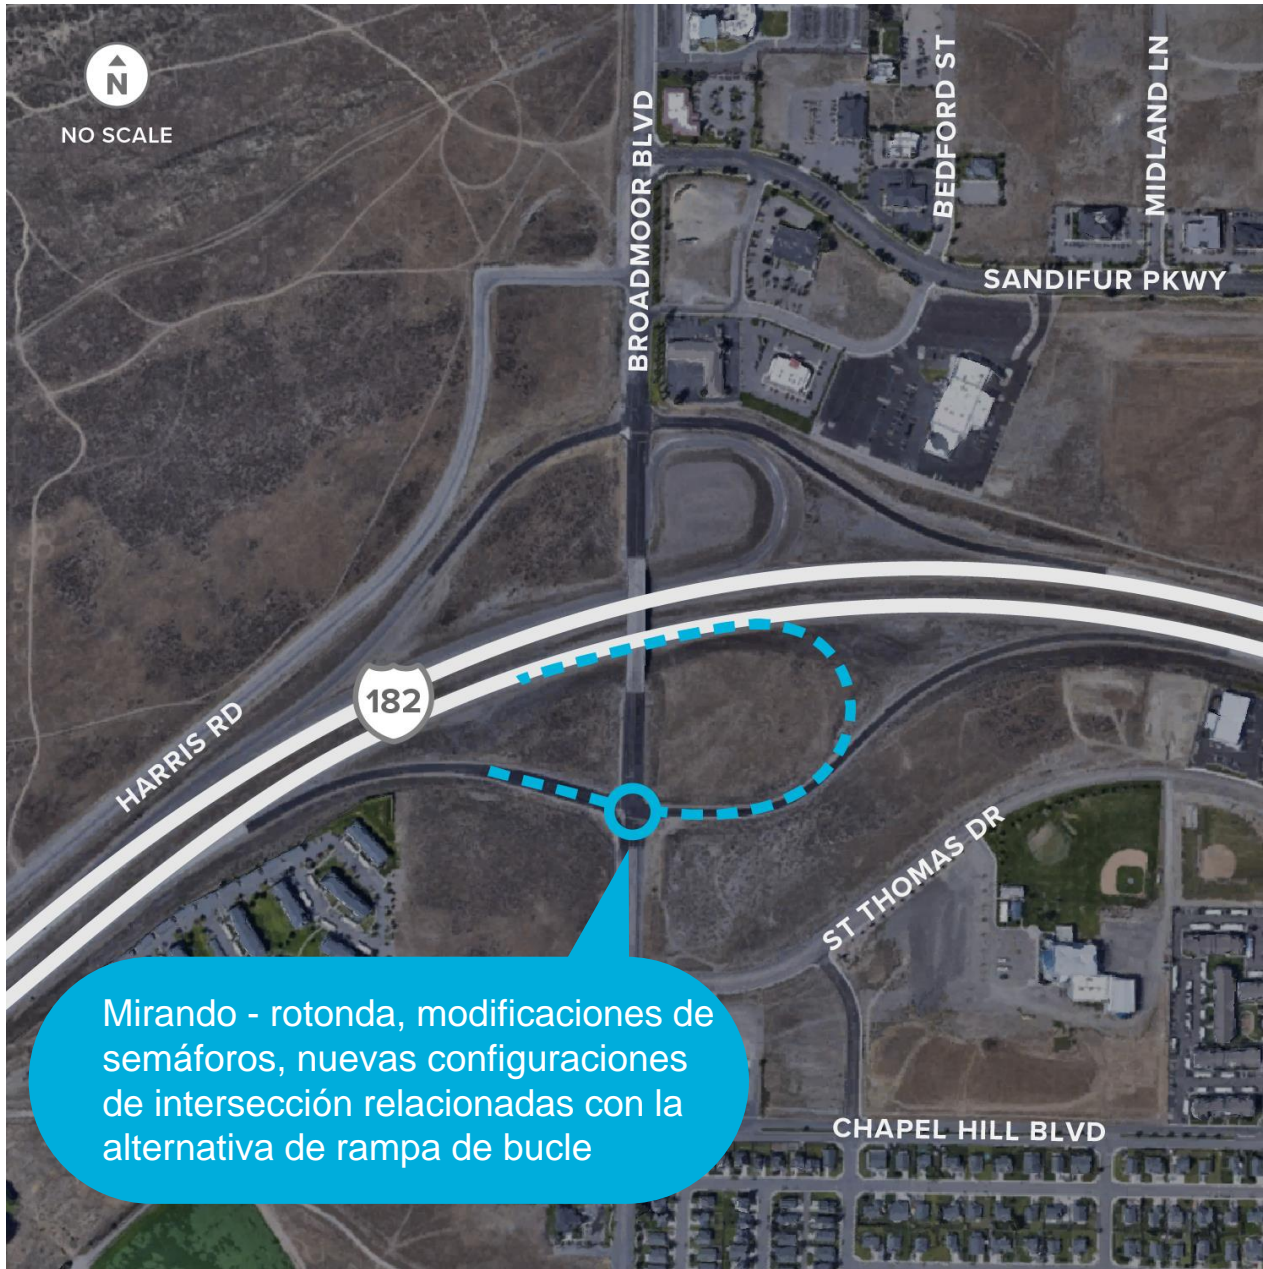 N
NO SCALE
BROADMOOR BLVD
BEDFORD ST
MIDLAND LN
SANDIFUR PKWY
182
HARRIS RD
ST THOMAS DR
Mirando - rotonda, modificaciones de
semáforos, nuevas configuraciones
de intersección relacionadas con la
alternativa de rampa de bucle
CHAPEL HILL BLVD